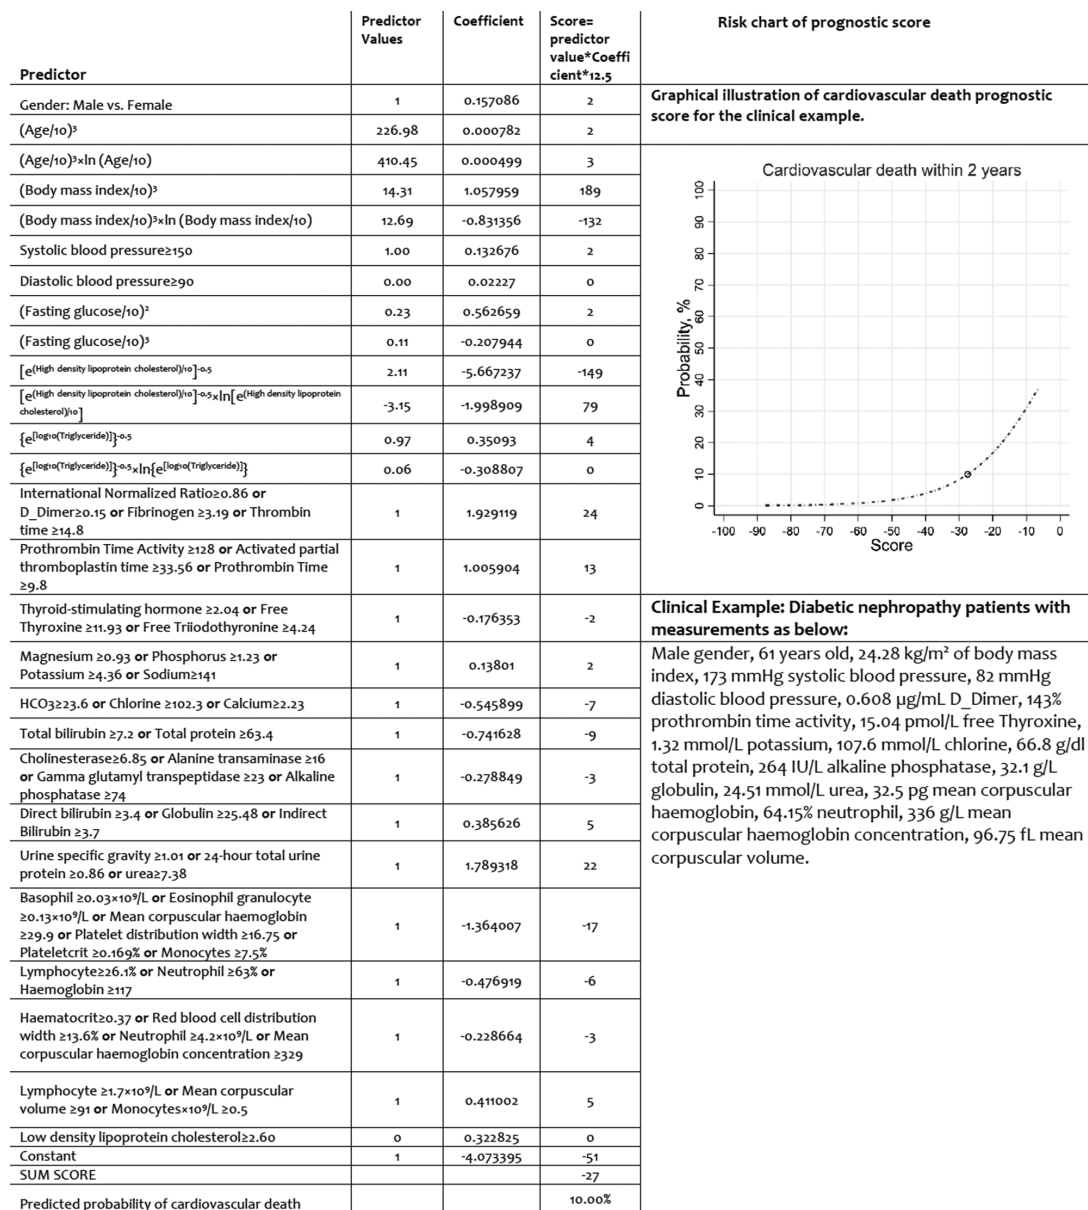 Predictor
Predictor
Values
Coefficient
Score=
predictor
value*Coeffi
cient*12.5
Risk chart of prognostic score
Gender: Male vs. Female 1 0.157086 2
(Age/10)³ 226.98 0.000782 2
(Age/10)³×ln (Age/10) 410.45 0.000499 3
(Body mass index/10)³ 14.31 1.057959 189
(Body mass index/10)³×ln (Body mass index/10) 12.69 -0.831356 -132
Systolic blood pressure≥150 1.00 0.132676 2
Diastolic blood pressure≥90 0.00 0.02227 0
(Fasting glucose/10)² 0.23 0.562659 2
(Fasting glucose/10)³ 0.11 -0.207944 0
[e(High density lipoprotein cholesterol)/10]-0.5 2.11 -5.667237 -149
[e(High density lipoprotein cholesterol)/10]-0.5×ln[e(High density lipoprotein
cholesterol)/10] -3.15 -1.998909 79
{e[log10(Triglyceride)]}-0.5 0.97 0.35093 4
{e[log10(Triglyceride)]}-0.5×ln{e[log10(Triglyceride)]} 0.06 -0.308807 0
International Normalized Ratio≥0.86 or
D_Dimer≥0.15 or Fibrinogen ≥3.19 or Thrombin
time ≥14.8
1 1.929119 24
Prothrombin Time Activity ≥128 or Activated partial
thromboplastin time ≥33.56 or Prothrombin Time
≥9.8
1 1.005904 13
Thyroid-stimulating hormone ≥2.04 or Free
Thyroxine ≥11.93 or Free Triiodothyronine ≥4.24
1 -0.176353 -2
Magnesium ≥0.93 or Phosphorus ≥1.23 or
Potassium ≥4.36 or Sodium≥141
1 0.13801 2
HCO3≥23.6 or Chlorine ≥102.3 or Calcium≥2.23 1 -0.545899 -7
Total bilirubin ≥7.2 or Total protein ≥63.4 1 -0.741628 -9
Cholinesterase≥6.85 or Alanine transaminase ≥16
or Gamma glutamyl transpeptidase ≥23 or Alkaline
phosphatase ≥74
1 -0.278849 -3
Direct bilirubin ≥3.4 or Globulin ≥25.48 or Indirect
Bilirubin ≥3.7
1 0.385626 5
Urine specific gravity ≥1.01 or 24-hour total urine
protein ≥0.86 or urea≥7.38
1 1.789318 22
Basophil ≥0.03×10⁹/L or Eosinophil granulocyte
≥0.13×10⁹/L or Mean corpuscular haemoglobin
≥29.9 or Platelet distribution width ≥16.75 or
Plateletcrit ≥0.169% or Monocytes ≥7.5%
1 -1.364007 -17
Lymphocyte≥26.1% or Neutrophil ≥63% or
Haemoglobin ≥117
1 -0.476919 -6
Haematocrit≥0.37 or Red blood cell distribution
width ≥13.6% or Neutrophil ≥4.2×10⁹/L or Mean
corpuscular haemoglobin concentration ≥329
1 -0.228664 -3
Lymphocyte ≥1.7×10⁹/L or Mean corpuscular
volume ≥91 or Monocytes×10⁹/L ≥0.5
1 0.411002 5
Low density lipoprotein cholesterol≥2.60 0 0.322825 0
Constant 1 -4.073395 -51
SUM SCORE -27
Predicted probability of cardiovascular death 10.00%
Graphical illustration of cardiovascular death prognostic
score for the clinical example.
Cardiovascular death within 2 years
Probability, %
100
90
80
70
60
50
40
30
20
10
0
-100 -90 -80 -70 -60 -50 -40 -30 -20 -10 0
Score
Clinical Example: Diabetic nephropathy patients with
measurements as below:
Male gender, 61 years old, 24.28 kg/m² of body mass
index, 173 mmHg systolic blood pressure, 82 mmHg
diastolic blood pressure, 0.608 µg/mL D_Dimer, 143%
prothrombin time activity, 15.04 pmol/L free Thyroxine,
1.32 mmol/L potassium, 107.6 mmol/L chlorine, 66.8 g/dl
total protein, 264 IU/L alkaline phosphatase, 32.1 g/L
globulin, 24.51 mmol/L urea, 32.5 pg mean corpuscular
haemoglobin, 64.15% neutrophil, 336 g/L mean
corpuscular haemoglobin concentration, 96.75 fL mean
corpuscular volume.